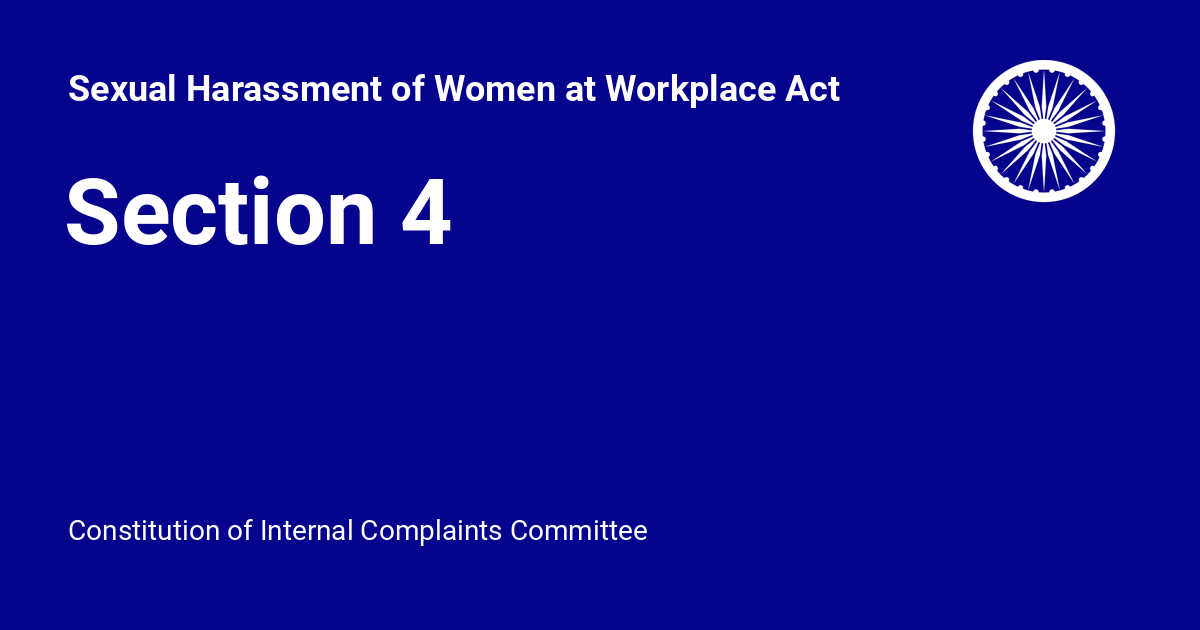 Sexual Harassment of Women at Workplace Act
Section 4
Constitution of Internal Complaints Committee